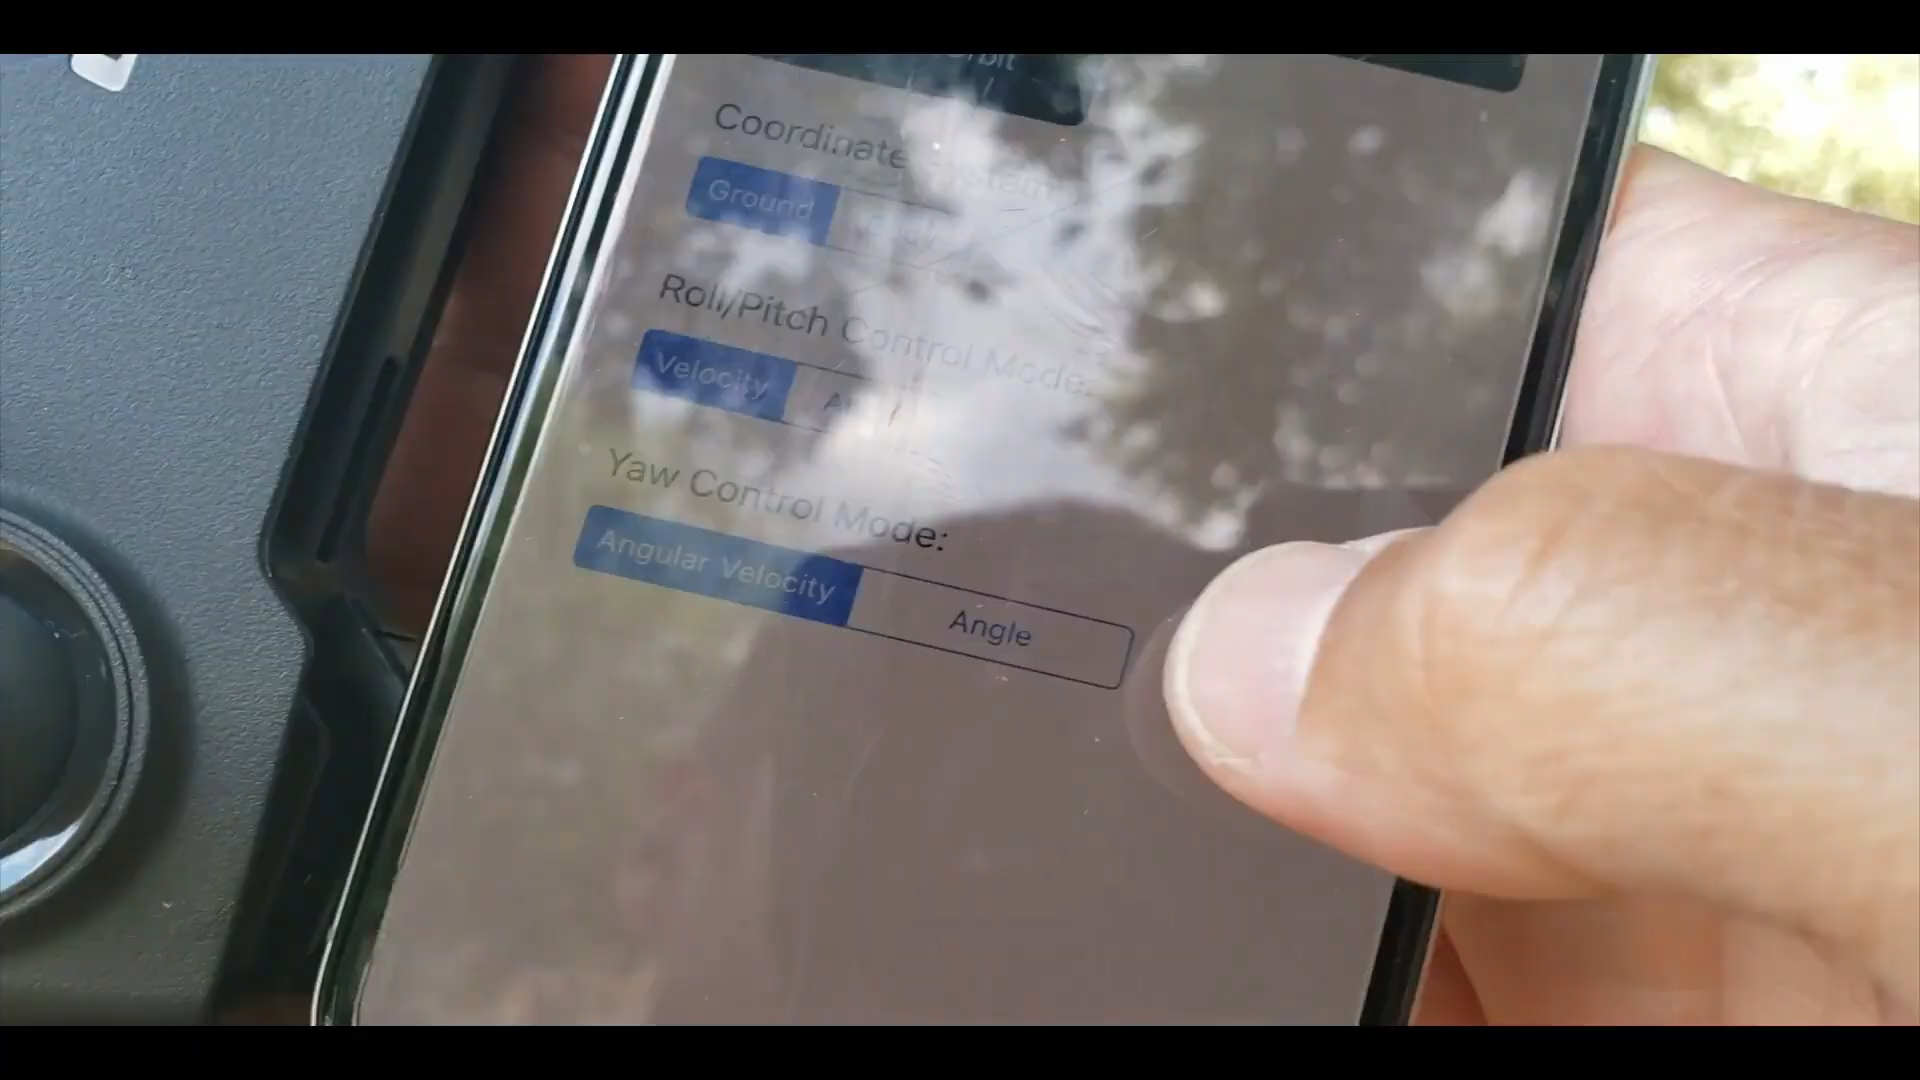 Coordinate
Ground
Roll/Pitch Control Mode:
Velocity
Yaw Control Mode:
Angular Velocity Angle